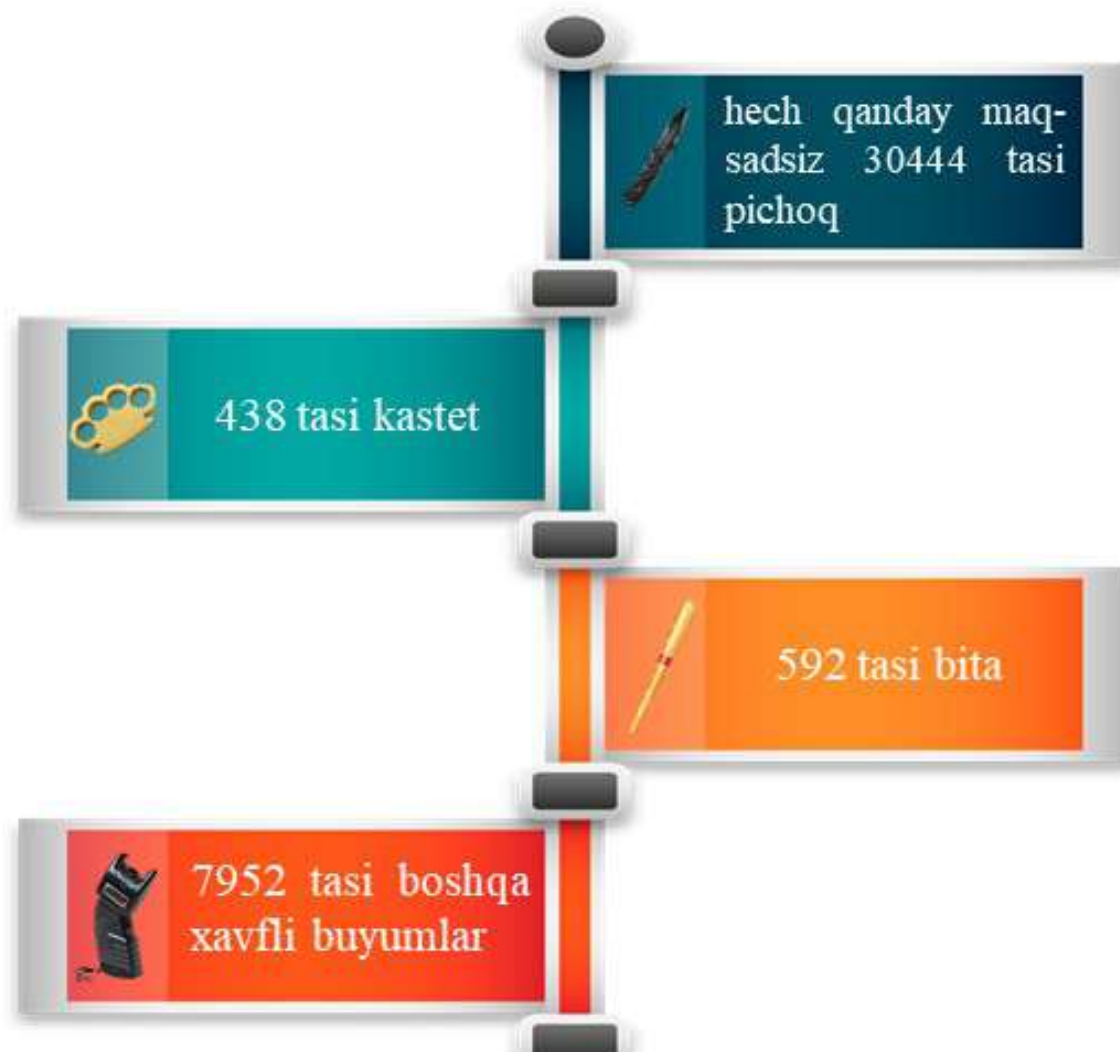 hech qanday maq-
sadsiz 30444 tasi
pichoq
438 tasi kastet
592 tasi bita
7952 tasi boshqa
xavfli buyumlar